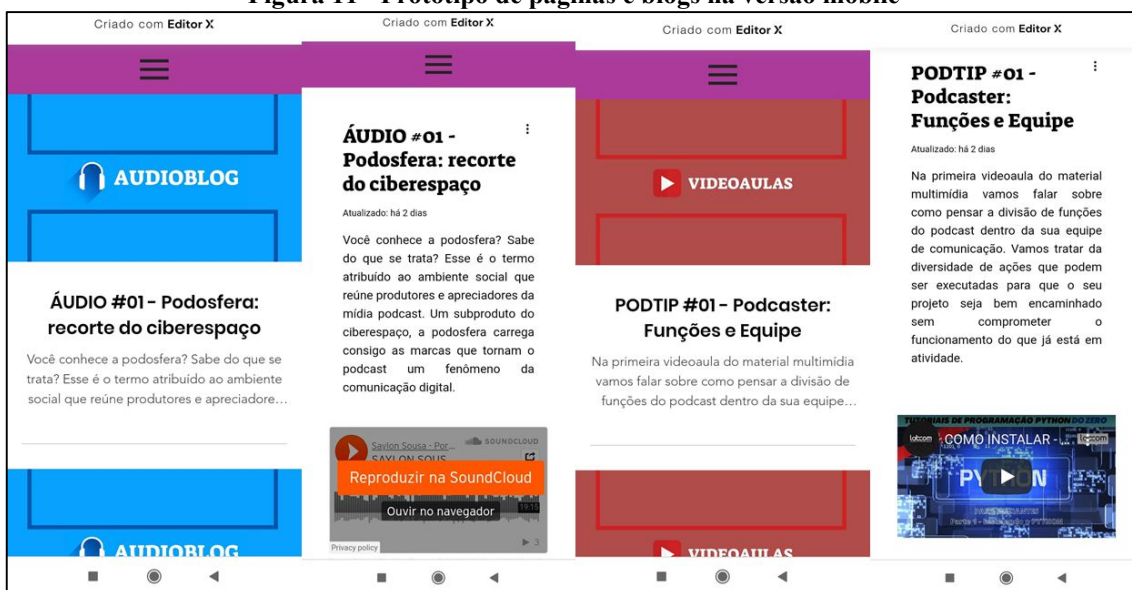 Figura 11 - Protótipo de páginas e blogs na versão mobile
Criado com Editor X
AUDIOBLOG
ÁUDIO #01 – Podosfera:
recorte do ciberespaço
Você conhece a podosfera? Sabe do que se
trata? Esse é o termo atribuído ao ambiente
social que reúne produtores e apreciadore...
AUDIOBLOG
Criado com Editor X
ÁUDIO #01 -
Podosfera: recorte
do ciberespaço
Atualizado: há 2 dias
Você conhece a podosfera? Sabe
do que se trata? Esse é o termo
atribuído ao ambiente social que
reúne produtores e apreciadores da
mídia podcast. Um subproduto do
ciberespaço, a podosfera carrega
consigo as marcas que tornam o
podcast um fenômeno da
comunicação digital.
Saylon Sousa - Por...
SOUNDCLOUD
SAYLON SOUS
Reproduzir na SoundCloud
Ouvir no navegador
19:15
Privacy policy
3
Criado com Editor X
VIDEOAULAS
PODTIP #01 – Podcaster:
Funções e Equipe
Na primeira videoaula do material multimídia
vamos falar sobre como pensar a divisão de
funções do podcast dentro da sua equipe...
VIDEOAULAS
Criado com Editor X
PODTIP #01 -
Podcaster:
Funções e Equipe
Atualizado: há 2 dias
Na primeira videoaula do material
multimídia vamos falar sobre
como pensar a divisão de funções
do podcast dentro da sua equipe
de comunicação. Vamos tratar da
diversidade de ações que podem
ser executadas para que o seu
projeto seja bem encaminhado
sem comprometer o
funcionamento do que já está em
atividade.
TUTORIAIS DE PROGRAMAÇÃO PYTHON DO ZERO
COMO INSTALAR - ...
PYTHON